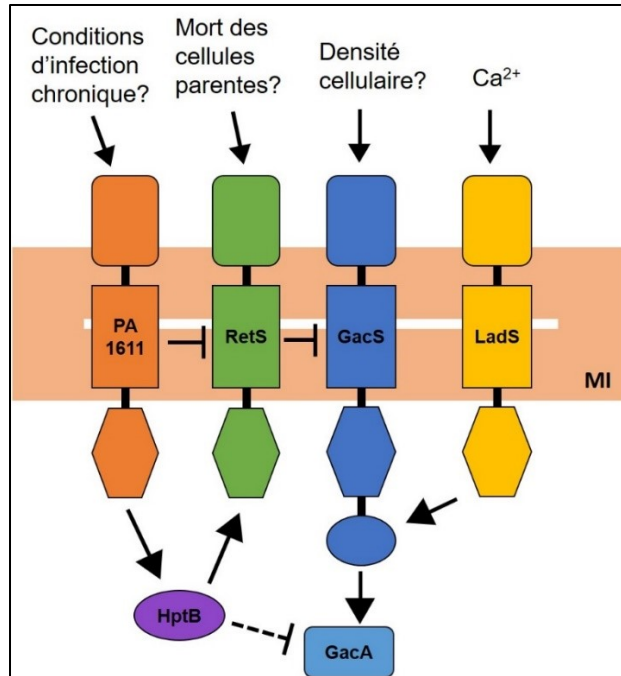 Conditions
d'infection
chronique?
Mort des
cellules
parentes?
Densité
cellulaire?
Ca²⁺
PA
1611
RetS
GacS
LadS
MI
HptB
GacA